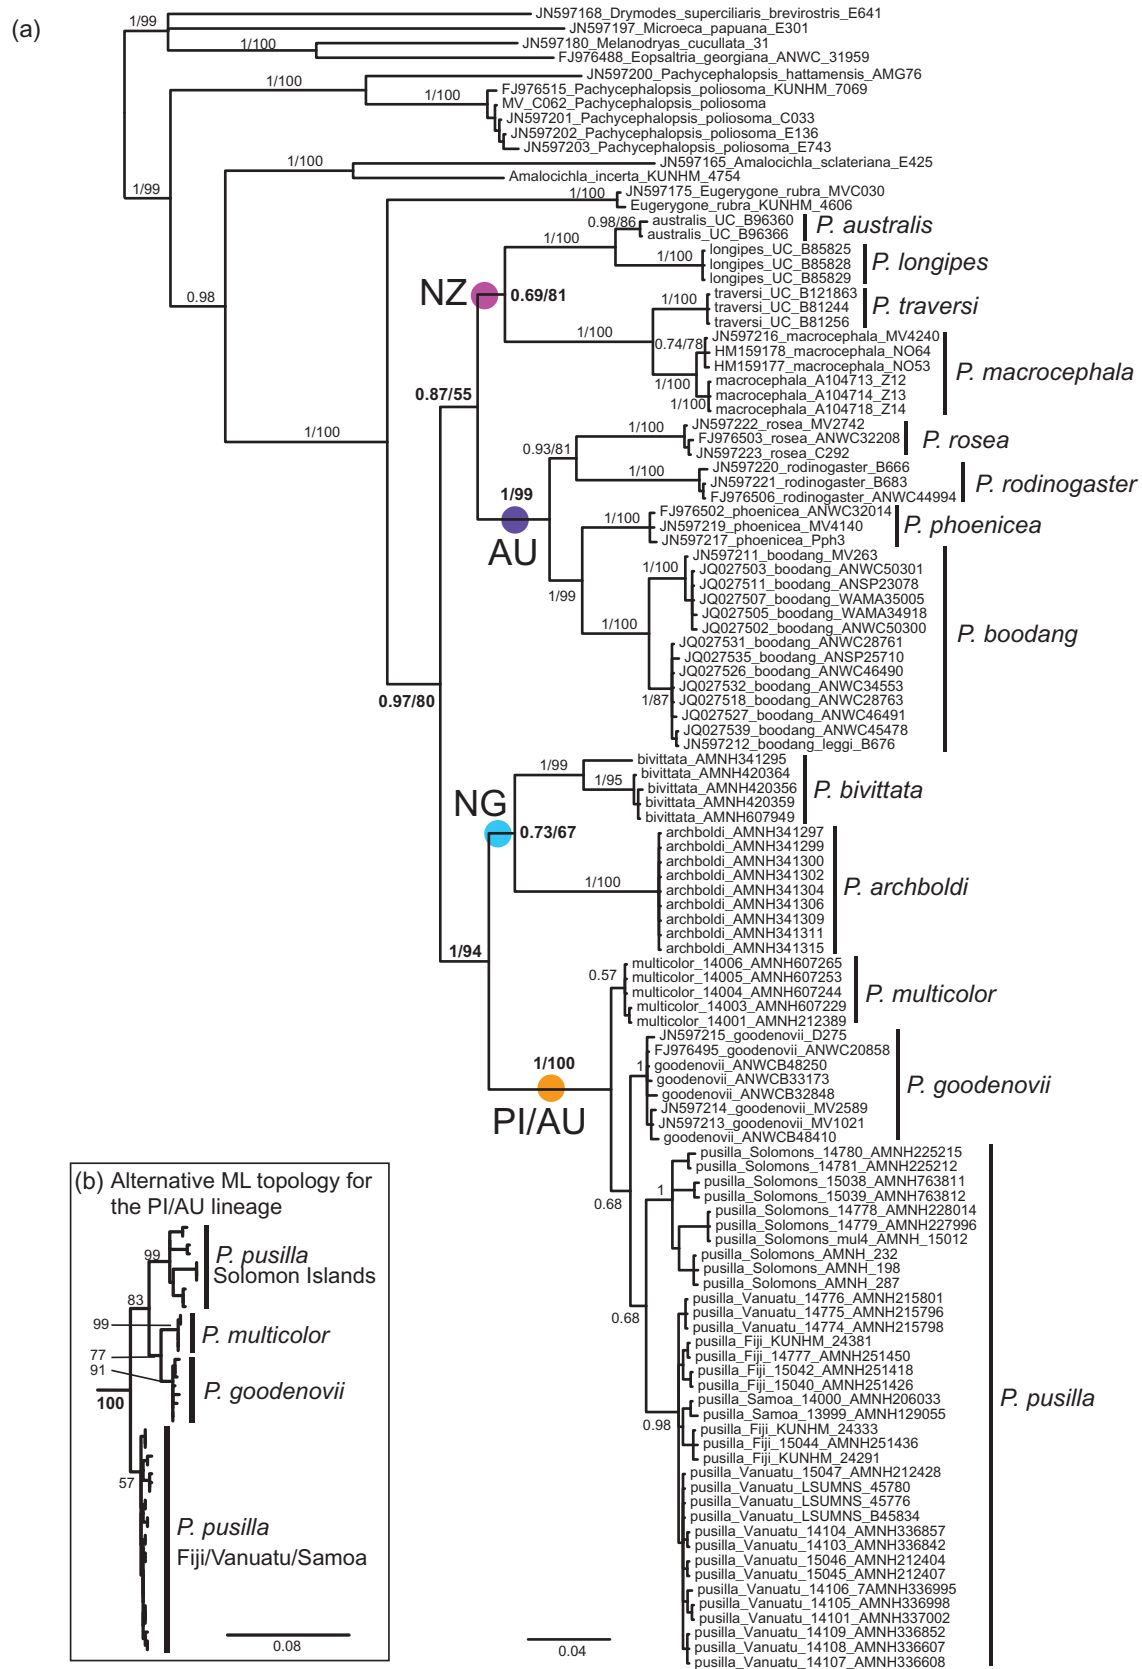 (a)
JN597168_Drymodes_superciliaris_brevirostris_E641
1/99
JN597197_Microeca_papuana_E301
JN597180_Melanodryas_cucullata_31
1/100
FJ976488_Eopsaltria_georgiana_ANWC_31959
JN597200_Pachycephalopsis_hattamensis_AMG76
1/100
FJ976515_Pachycephalopsis_poliosoma_KUNHM_7069
1/100
MV_C062_Pachycephalopsis_poliosoma
JN597201_Pachycephalopsis_poliosoma_C033
JN597202_Pachycephalopsis_poliosoma_E136
JN597203_Pachycephalopsis_poliosoma_E743
1/100
JN597165_Amalocichla_sclateriana_E425
Amalocichla_incerta_KUNHM_4754
1/99
JN597175_Eugerygone_rubra_MVC030
1/100
Eugerygone_rubra_KUNHM_4606
0.98/86
australis_UC_B96360
australis_UC_B96366
P. australis
1/100
longipes_UC_B85825
1/100
longipes_UC_B85828
longipes_UC_B85829
P. longipes
NZ
0.69/81
0.98
traversi_UC_B121863
1/100
traversi_UC_B81244
traversi_UC_B81256
P. traversi
1/100
JN597216_macrocephala_MV4240
0.74/78
HM159178_macrocephala_NO64
HM159177_macrocephala_NO53
1/100
macrocephala_A104713_Z12
macrocephala_A104714_Z13
1/100
macrocephala_A104718_Z14
P. macrocephala
0.87/55
1/100
JN597222_rosea_MV2742
1/100
FJ976503_rosea_ANWC32208
JN597223_rosea_C292
P. rosea
0.93/81
JN597220_rodinogaster_B666
1/100
JN597221_rodinogaster_B683
FJ976506_rodinogaster_ANWC44994
P. rodinogaster
1/99
AU
FJ976502_phoenicea_ANWC32014
1/100
JN597219_phoenicea_MV4140
JN597217_phoenicea_Pph3
P. phoenicea
1/99
JN597211_boodang_MV263
1/100
JQ027503_boodang_ANWC50301
JQ027511_boodang_ANSP23078
JQ027507_boodang_WAMA35005
JQ027505_boodang_WAMA34918
1/100
JQ027502_boodang_ANWC50300
JQ027531_boodang_ANWC28761
JQ027535_boodang_ANSP25710
JQ027526_boodang_ANWC46490
JQ027532_boodang_ANWC34553
1/87
JQ027518_boodang_ANWC28763
JQ027527_boodang_ANWC46491
JQ027539_boodang_ANWC45478
JN597212_boodang_leggi_B676
P. boodang
0.97/80
1/99
bivittata_AMNH341295
1/95
bivittata_AMNH420364
bivittata_AMNH420356
bivittata_AMNH420359
bivittata_AMNH607949
P. bivittata
NG
0.73/67
archboldi_AMNH341297
archboldi_AMNH341299
archboldi_AMNH341300
archboldi_AMNH341302
1/100
archboldi_AMNH341304
archboldi_AMNH341306
archboldi_AMNH341309
archboldi_AMNH341311
archboldi_AMNH341315
P. archboldi
1/94
multicolor_14006_AMNH607265
0.57
multicolor_14005_AMNH607253
multicolor_14004_AMNH607244
multicolor_14003_AMNH607229
multicolor_14001_AMNH212389
P. multicolor
1/100
PI/AU
JN597215_goodenovii_D275
FJ976495_goodenovii_ANWC20858
1
goodenovii_ANWCB48250
goodenovii_ANWCB33173
goodenovii_ANWCB32848
JN597214_goodenovii_MV2589
JN597213_goodenovii_MV1021
goodenovii_ANWCB48410
P. goodenovii
0.68
pusilla_Solomons_14780_AMNH225215
pusilla_Solomons_14781_AMNH225212
1
pusilla_Solomons_15038_AMNH763811
pusilla_Solomons_15039_AMNH763812
pusilla_Solomons_14778_AMNH228014
pusilla_Solomons_14779_AMNH227996
pusilla_Solomons_mul4_AMNH_15012
pusilla_Solomons_AMNH_232
pusilla_Solomons_AMNH_198
pusilla_Solomons_AMNH_287
0.68
pusilla_Vanuatu_14776_AMNH215801
pusilla_Vanuatu_14775_AMNH215796
pusilla_Vanuatu_14774_AMNH215798
pusilla_Fiji_KUNHM_24381
pusilla_Fiji_14777_AMNH251450
pusilla_Fiji_15042_AMNH251418
pusilla_Fiji_15040_AMNH251426
pusilla_Samoa_14000_AMNH206033
pusilla_Samoa_13999_AMNH129055
0.98
pusilla_Fiji_KUNHM_24333
pusilla_Fiji_15044_AMNH251436
pusilla_Fiji_KUNHM_24291
pusilla_Vanuatu_15047_AMNH212428
pusilla_Vanuatu_LSUMNS_45780
pusilla_Vanuatu_LSUMNS_45776
pusilla_Vanuatu_LSUMNS_B45834
pusilla_Vanuatu_14104_AMNH336857
pusilla_Vanuatu_14103_AMNH336842
pusilla_Vanuatu_15046_AMNH212404
pusilla_Vanuatu_15045_AMNH212407
pusilla_Vanuatu_14106_7AMNH336995
pusilla_Vanuatu_14105_AMNH336998
pusilla_Vanuatu_14101_AMNH337002
pusilla_Vanuatu_14109_AMNH336852
pusilla_Vanuatu_14108_AMNH336607
pusilla_Vanuatu_14107_AMNH336608
P. pusilla
0.04
(b) Alternative ML topology for
the PI/AU lineage
99
P. pusilla
Solomon Islands
83
99
P. multicolor
77
91
P. goodenovii
100
57
P. pusilla
Fiji/Vanuatu/Samoa
0.08